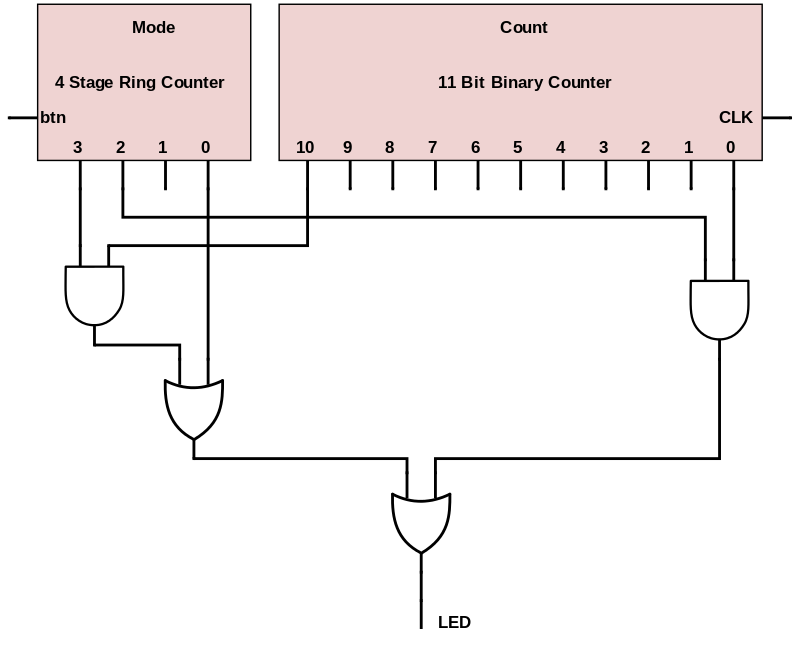 Mode
4 Stage Ring Counter
btn
3 2 1 0
Count
11 Bit Binary Counter
CLK
10 9 8 7 6 5 4 3 2 1 0
LED